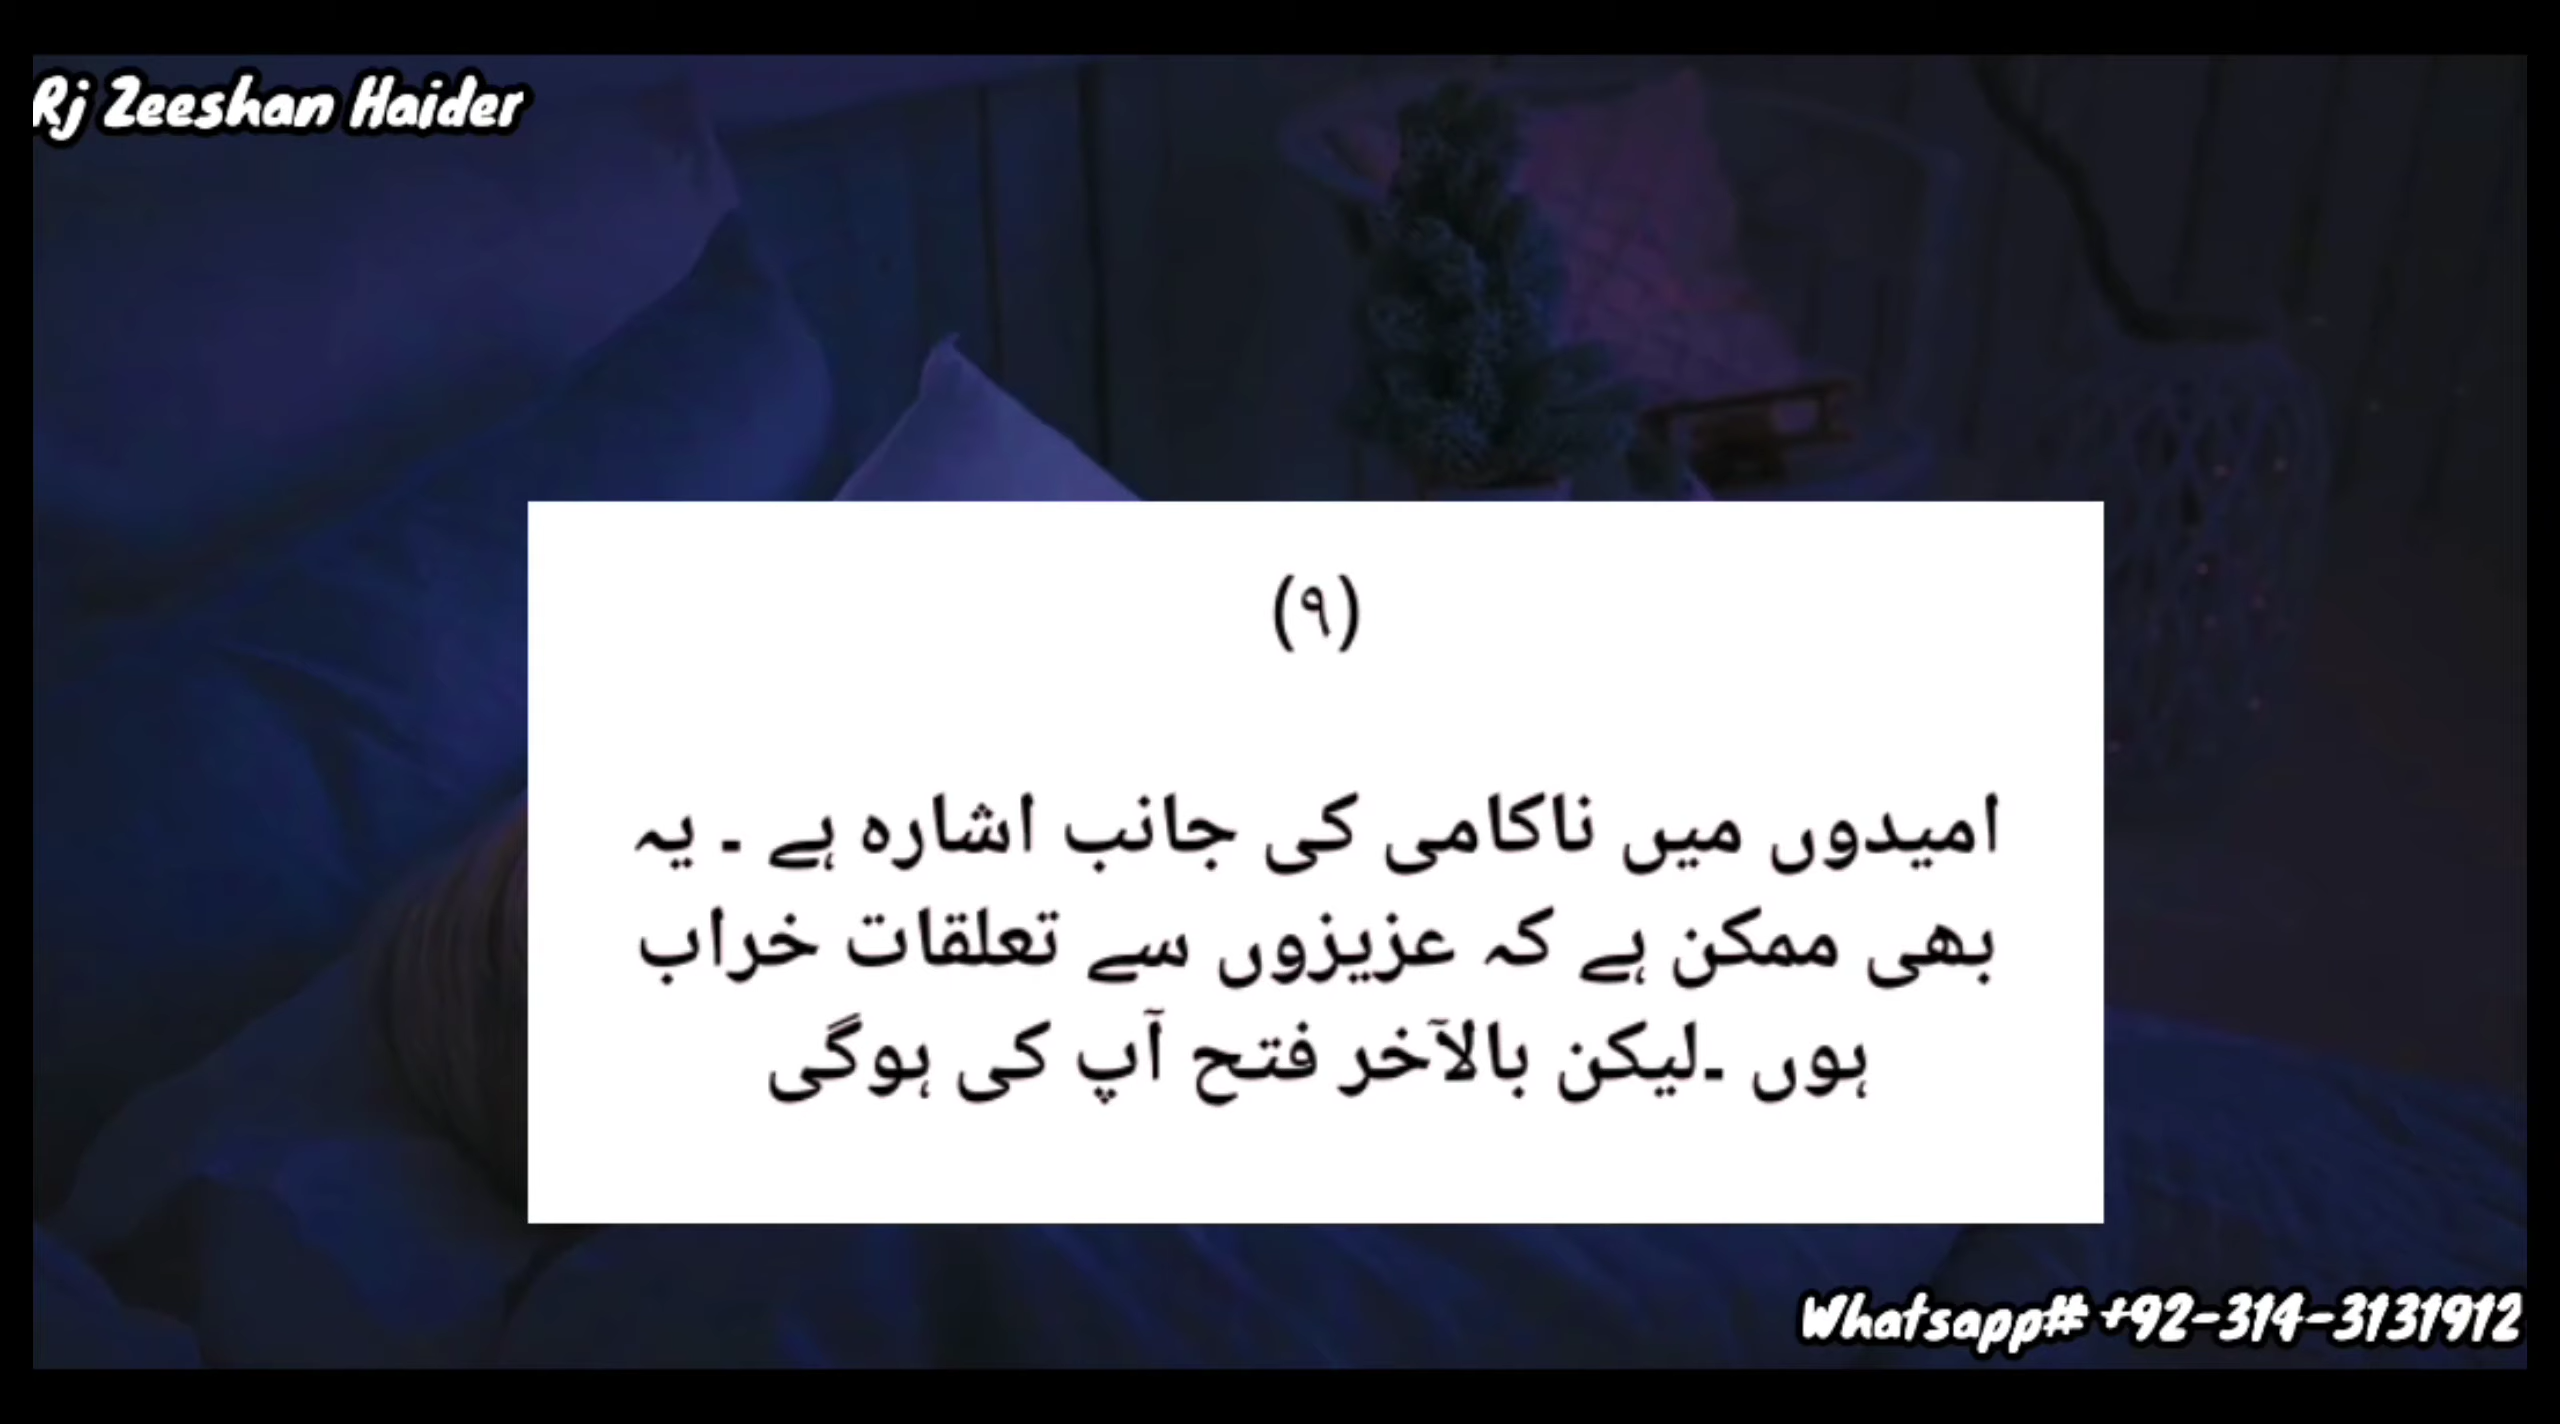 Rj Zeeshan Haider
(۹)
امیدوں میں ناکامی کی جانب اشارہ ہے ۔ یہ
بھی ممکن ہے کہ عزیزوں سے تعلقات خراب
ہوں ۔لیکن بالآخر فتح آپ کی ہوگی
Whatsapp# +92-314-3131912